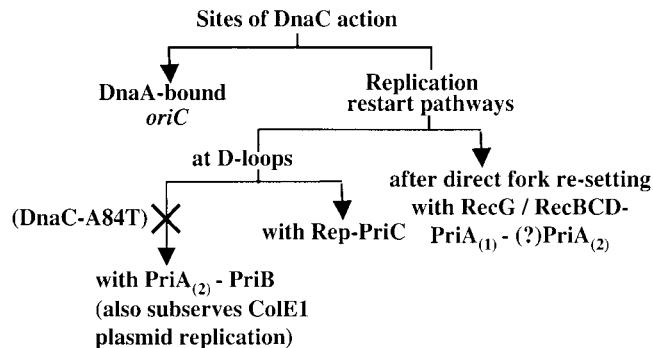 Sites of DnaC action
DnaA-bound
oriC
Replication
restart pathways
at D-loops
after direct fork re-setting
with RecG / RecBCD-
PriA(1) - (?)PriA(2)
(DnaC-A84T)
with Rep-PriC
with PriA(2) - PriB
(also subserves ColE1
plasmid replication)